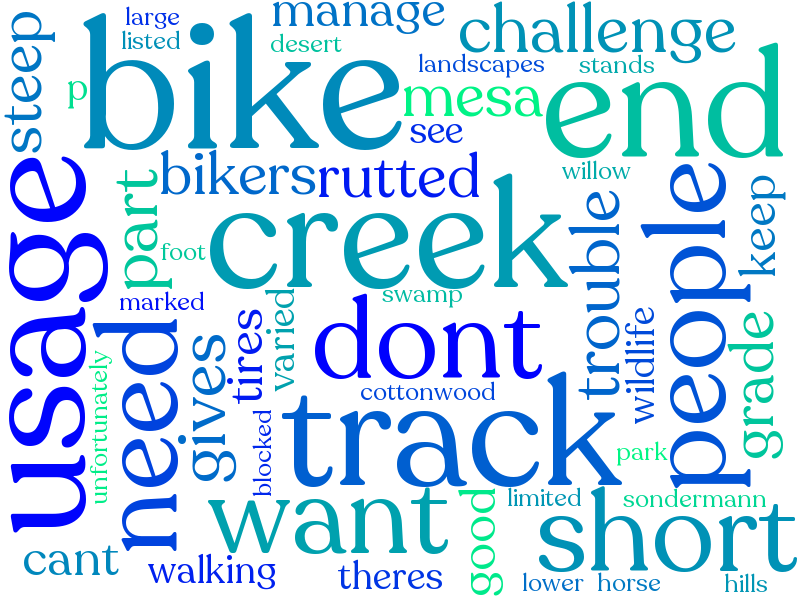 large
manage
challenge
steep
listed
bike
desert
landscapes
stands
end
p
mesa
see
bikers
rutted
willow
usage
part
creek
people
keep
foot
trouble
marked
swamp
varied
tires
dont
wildlife
grade
need
gives
unfortunately
cottonwood
blocked
track
park
want
good
limited
short
sondermann
cant
walking
theres
lower
horse
hills